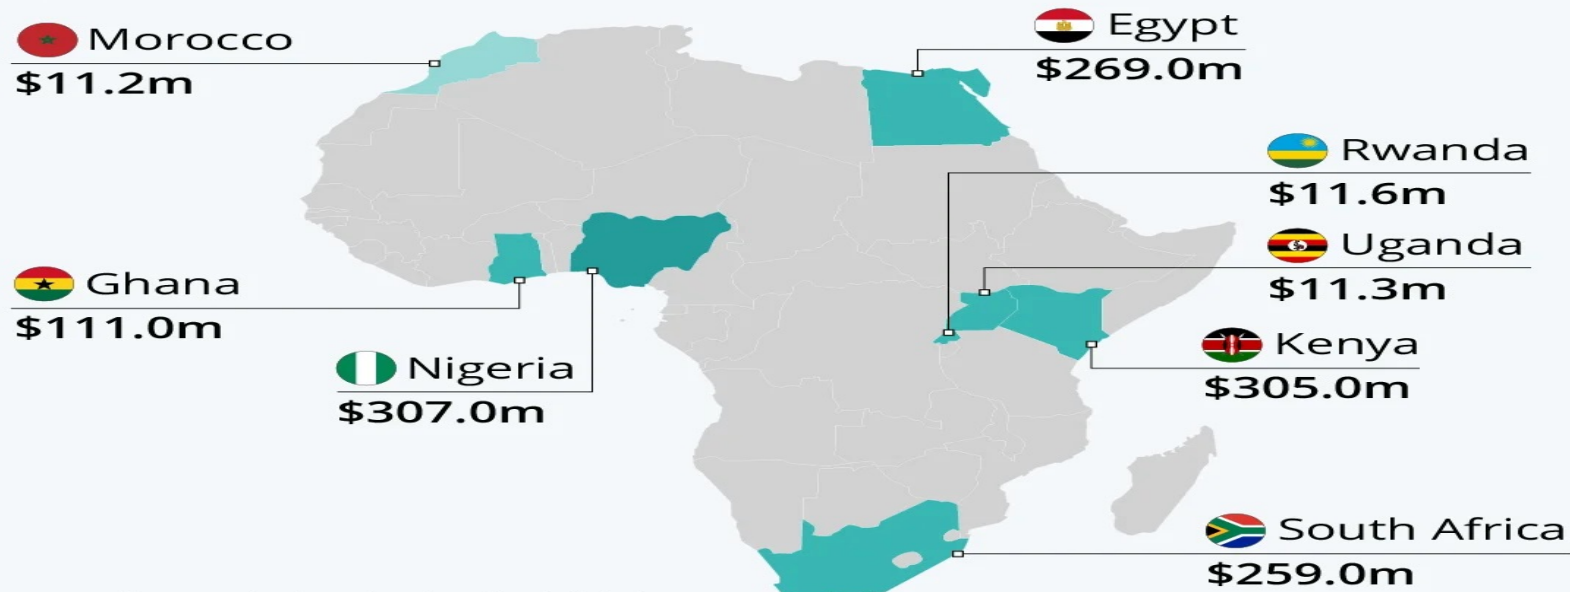 Morocco
$11.2m
Egypt
$269.0m
Rwanda
$11.6m
Uganda
$11.3m
Ghana
$111.0m
Kenya
$305.0m
Nigeria
$307.0m
South Africa
$259.0m